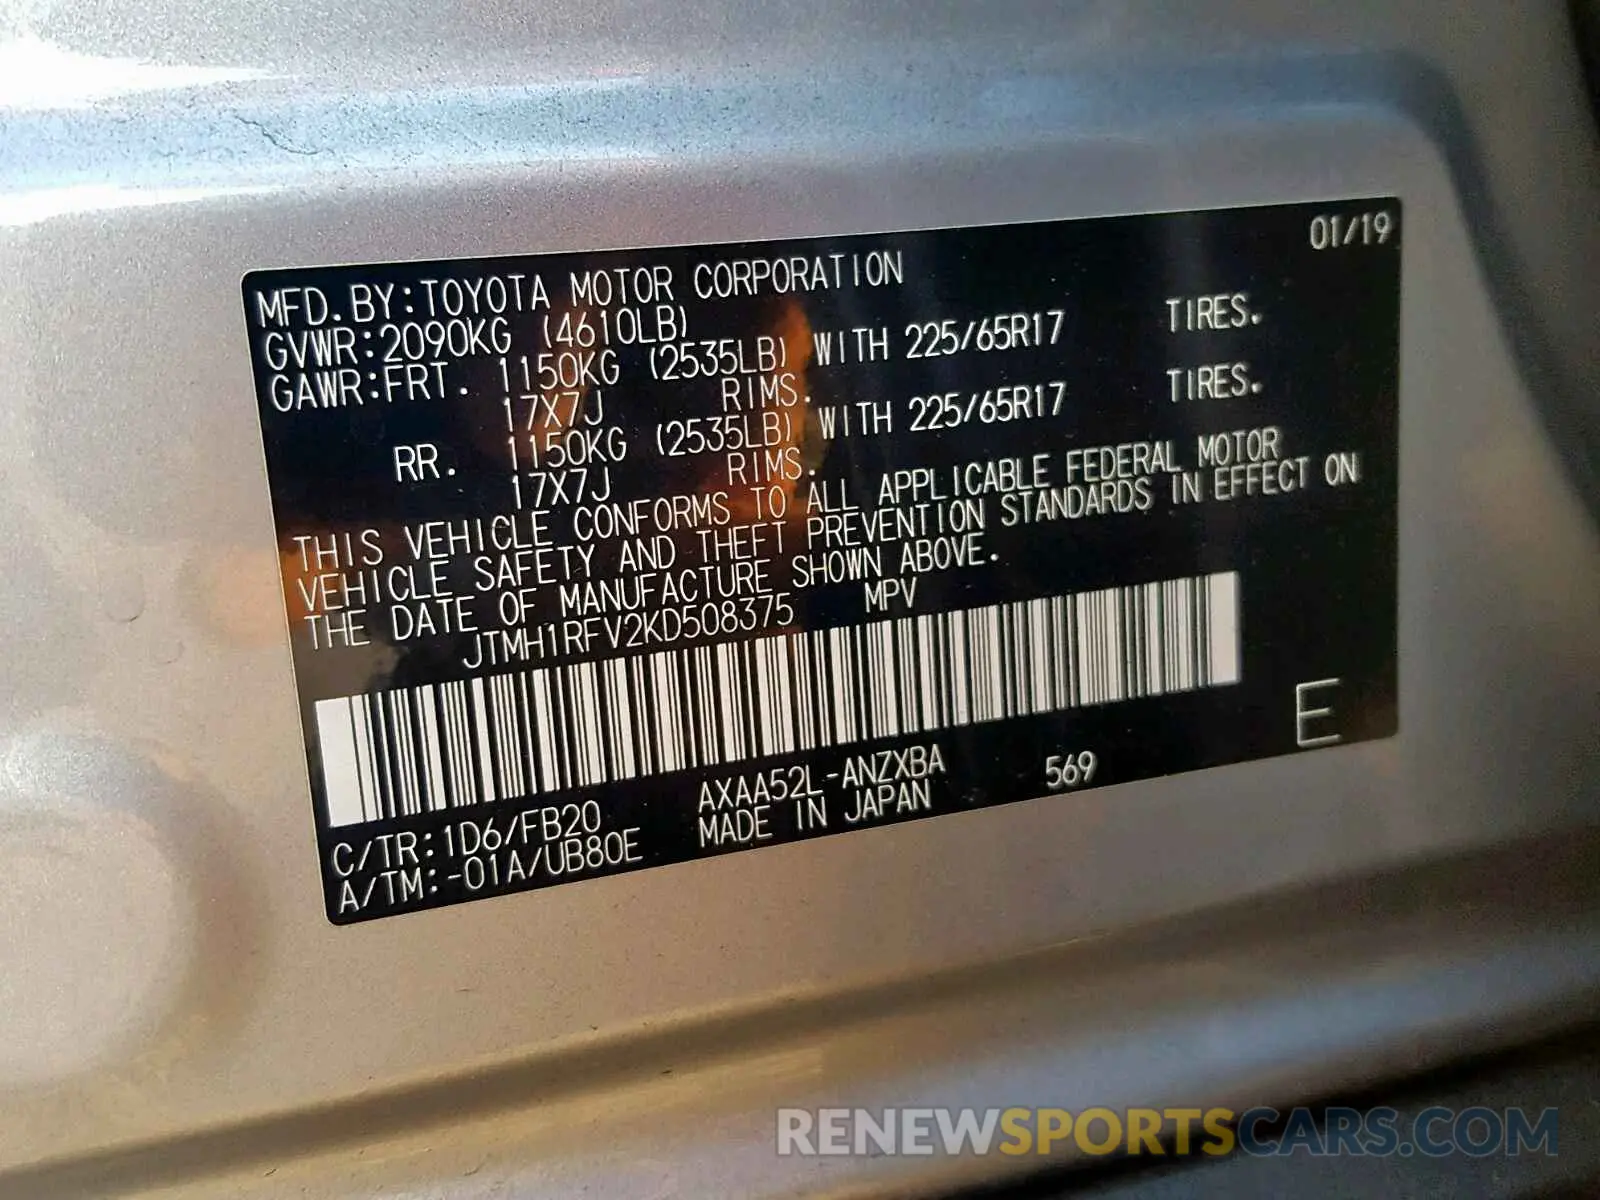 01/19
MFD.BY:TOYOTA MOTOR CORPORATION
GVWR:2090KG (4610LB)
GAWR:FRT. 1150KG (2535LB) WITH 225/65R17 TIRES.
17X7J RIMS.
RR. 1150KG (2535LB) WITH 225/65R17 TIRES.
17X7J RIMS.
THIS VEHICLE CONFORMS TO ALL APPLICABLE FEDERAL MOTOR
VEHICLE SAFETY AND THEFT PREVENTION STANDARDS IN EFFECT ON
THE DATE OF MANUFACTURE SHOWN ABOVE.
JTMH1RFV2KD508375 MPV
E
C/TR:1D6/FB20 AXAA52L-ANZXBA 569
A/TM:-01A/UB80E MADE IN JAPAN
RENEWSPORTSCARS.COM